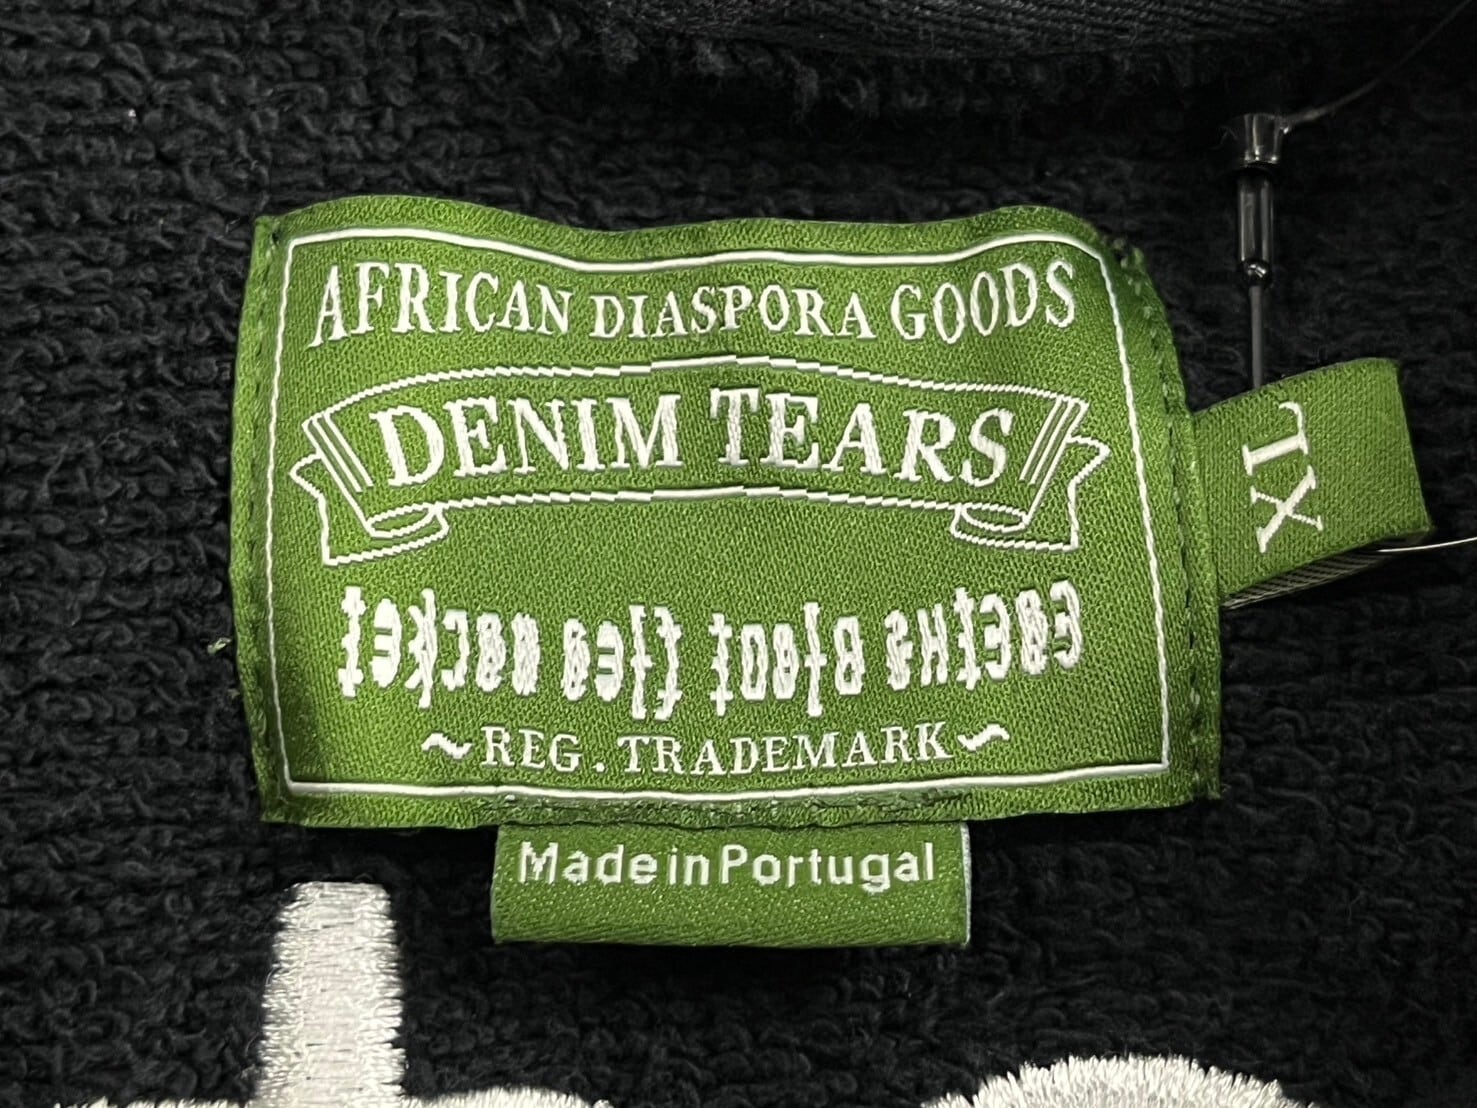 AFRICAN DIASPORA GOODS
DENIM TEARS
~REG. TRADEMARK~
Made in Portugal
XL